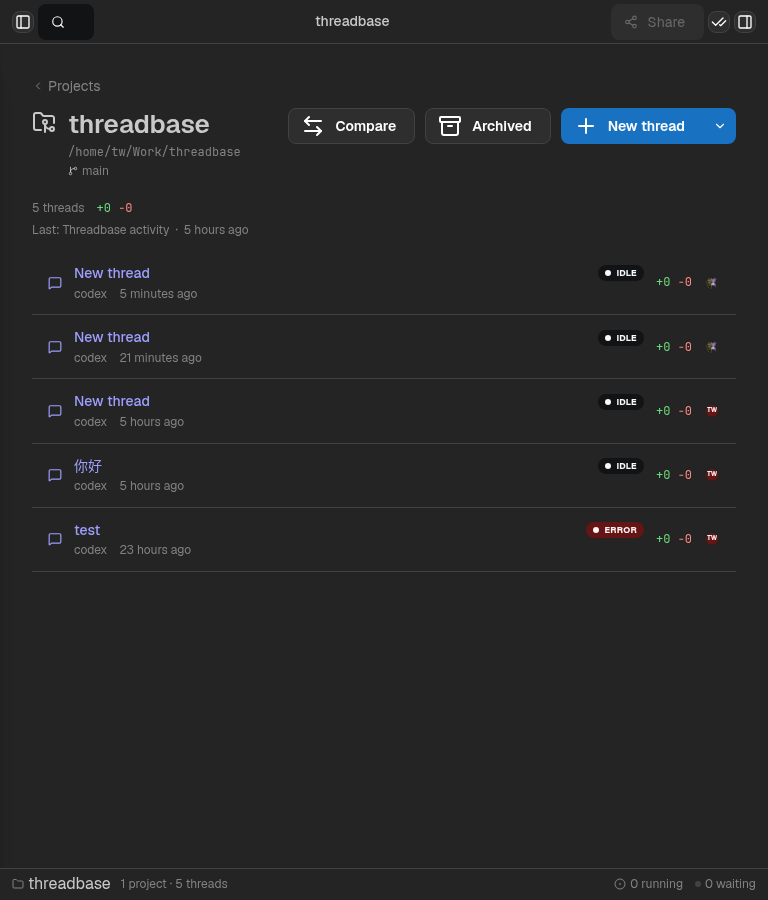 threadbase
Share
Projects
threadbase
Compare
Archived
New thread
/home/tw/Work/threadbase
main
5 threads +0 -0
Last: Threadbase activity · 5 hours ago
New thread
IDLE
+0 -0
codex 5 minutes ago
New thread
IDLE
+0 -0
codex 21 minutes ago
New thread
IDLE
+0 -0
TW
codex 5 hours ago
你好
IDLE
+0 -0
TW
codex 5 hours ago
test
ERROR
+0 -0
TW
codex 23 hours ago
threadbase 1 project · 5 threads
0 running 0 waiting